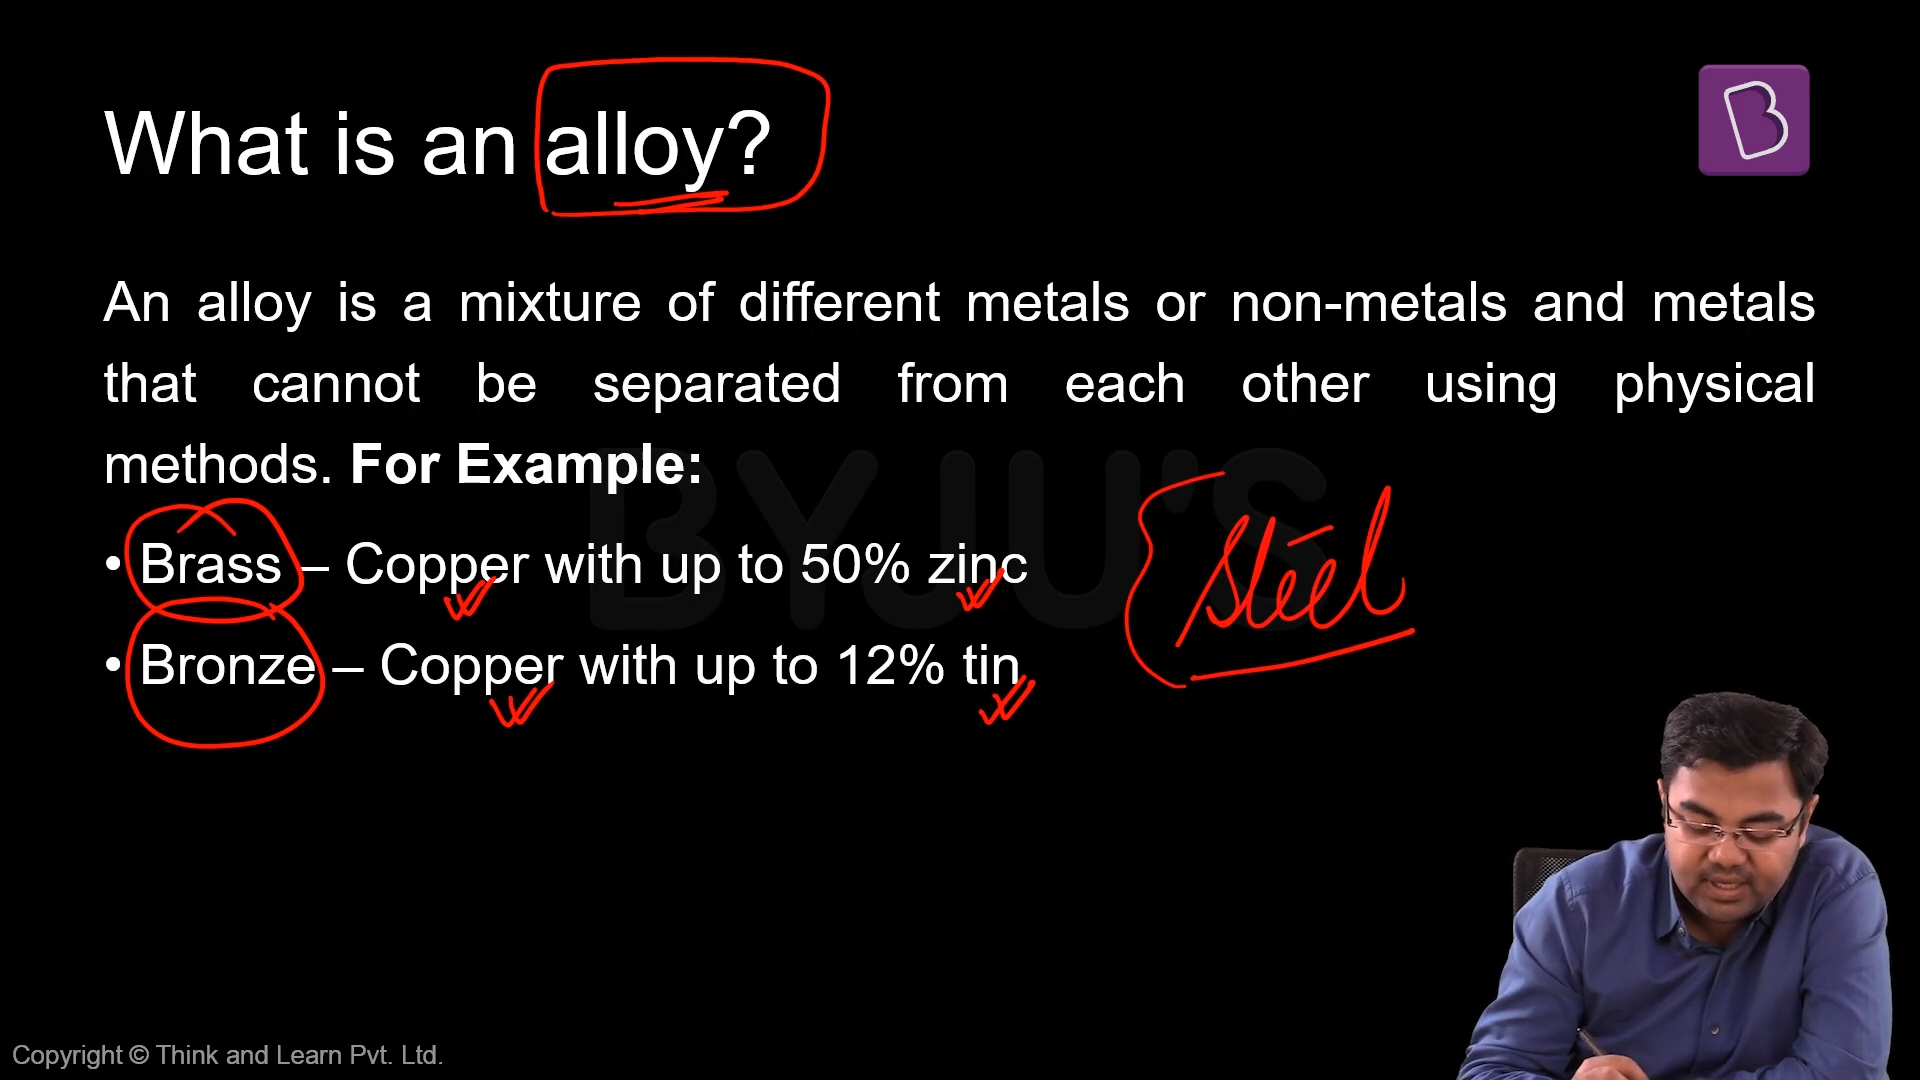 What is an alloy?
An alloy is a mixture of different metals or non-metals and metals
that cannot be separated from each other using physical
methods. For Example:
• Brass – Copper with up to 50% zinc
• Bronze – Copper with up to 12% tin
Steel
BYJU'S
B
Copyright © Think and Learn Pvt. Ltd.